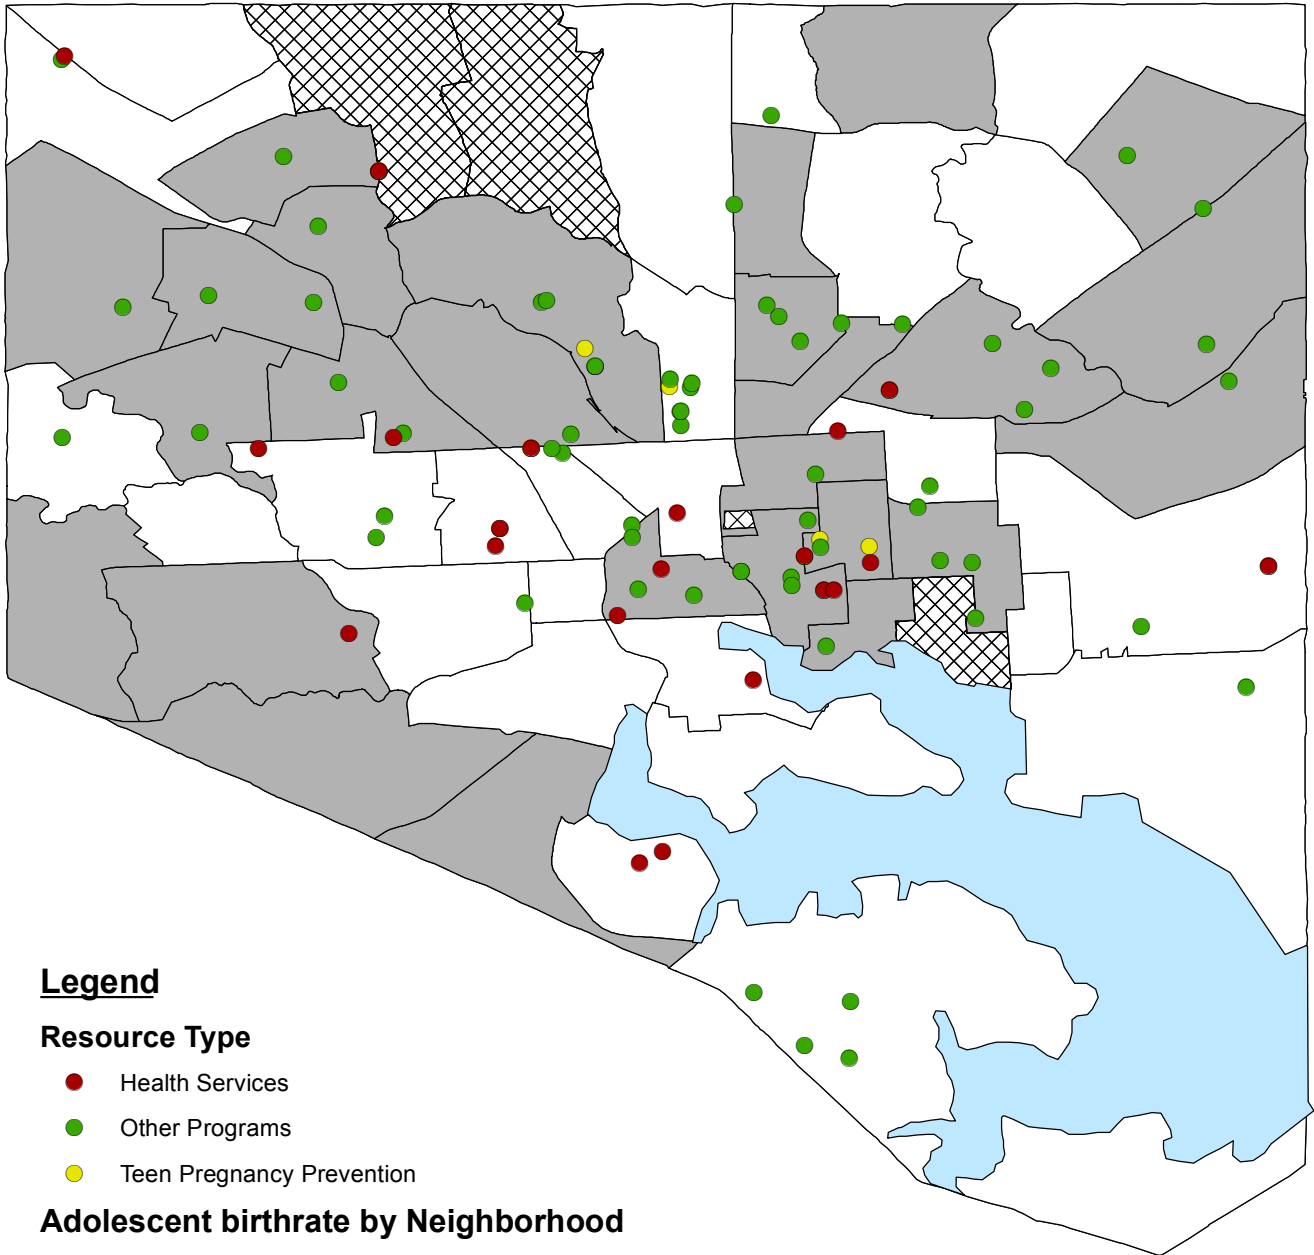 Legend
Resource Type
Health Services
Other Programs
Teen Pregnancy Prevention
Adolescent birthrate by Neighborhood